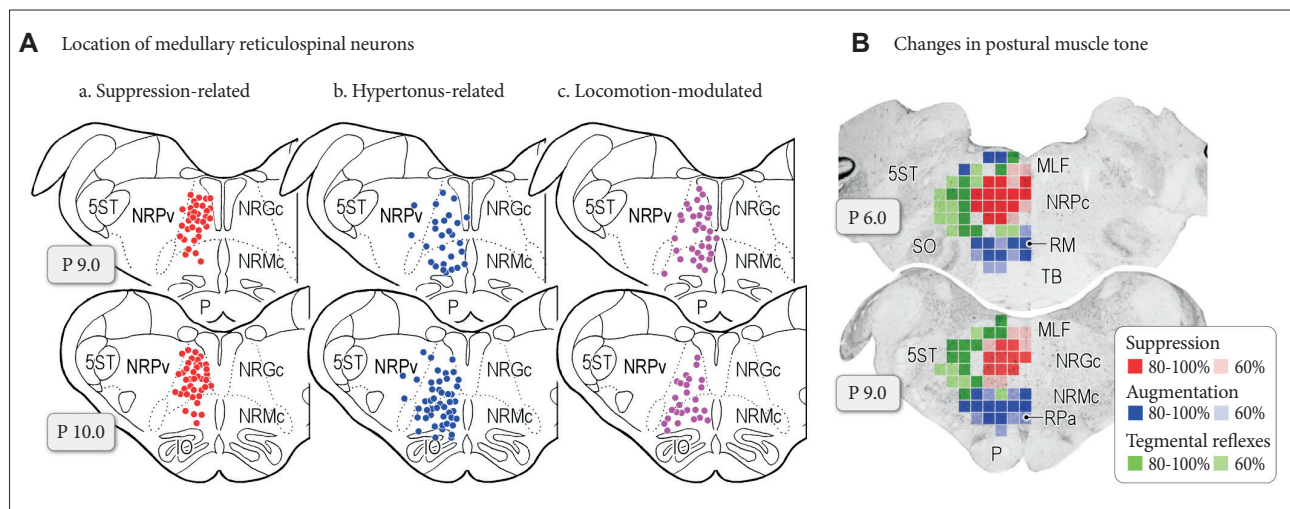 A Location of medullary reticulospinal neurons
a. Suppression-related
b. Hypertonus-related
c. Locomotion-modulated
5ST
NRPv
NRGc
NRMc
P 9.0
P
5ST
NRPv
NRGc
NRMc
5ST
NRPv
NRGc
NRMc
5ST
NRPv
NRGc
NRMc
P 10.0
IO
5ST
NRPv
NRGc
NRMc
IO
5ST
NRPv
NRGc
NRMc
B Changes in postural muscle tone
5ST
MLF
NRPc
P 6.0
SO
RM
TB
MLF
5ST
NRGc
P 9.0
NRMc
RPa
P
Suppression
80-100% 60%
Augmentation
80-100% 60%
Tegmental reflexes
80-100% 60%